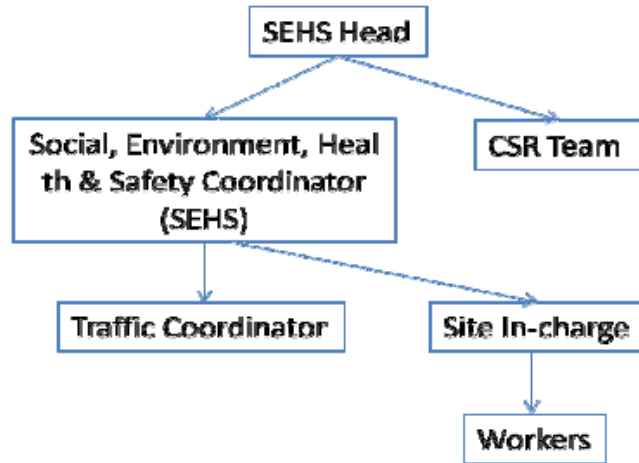 SEHS Head
Social, Environment, Heal
th & Safety Coordinator
(SEHS)
CSR Team
Traffic Coordinator
Site In-charge
Workers